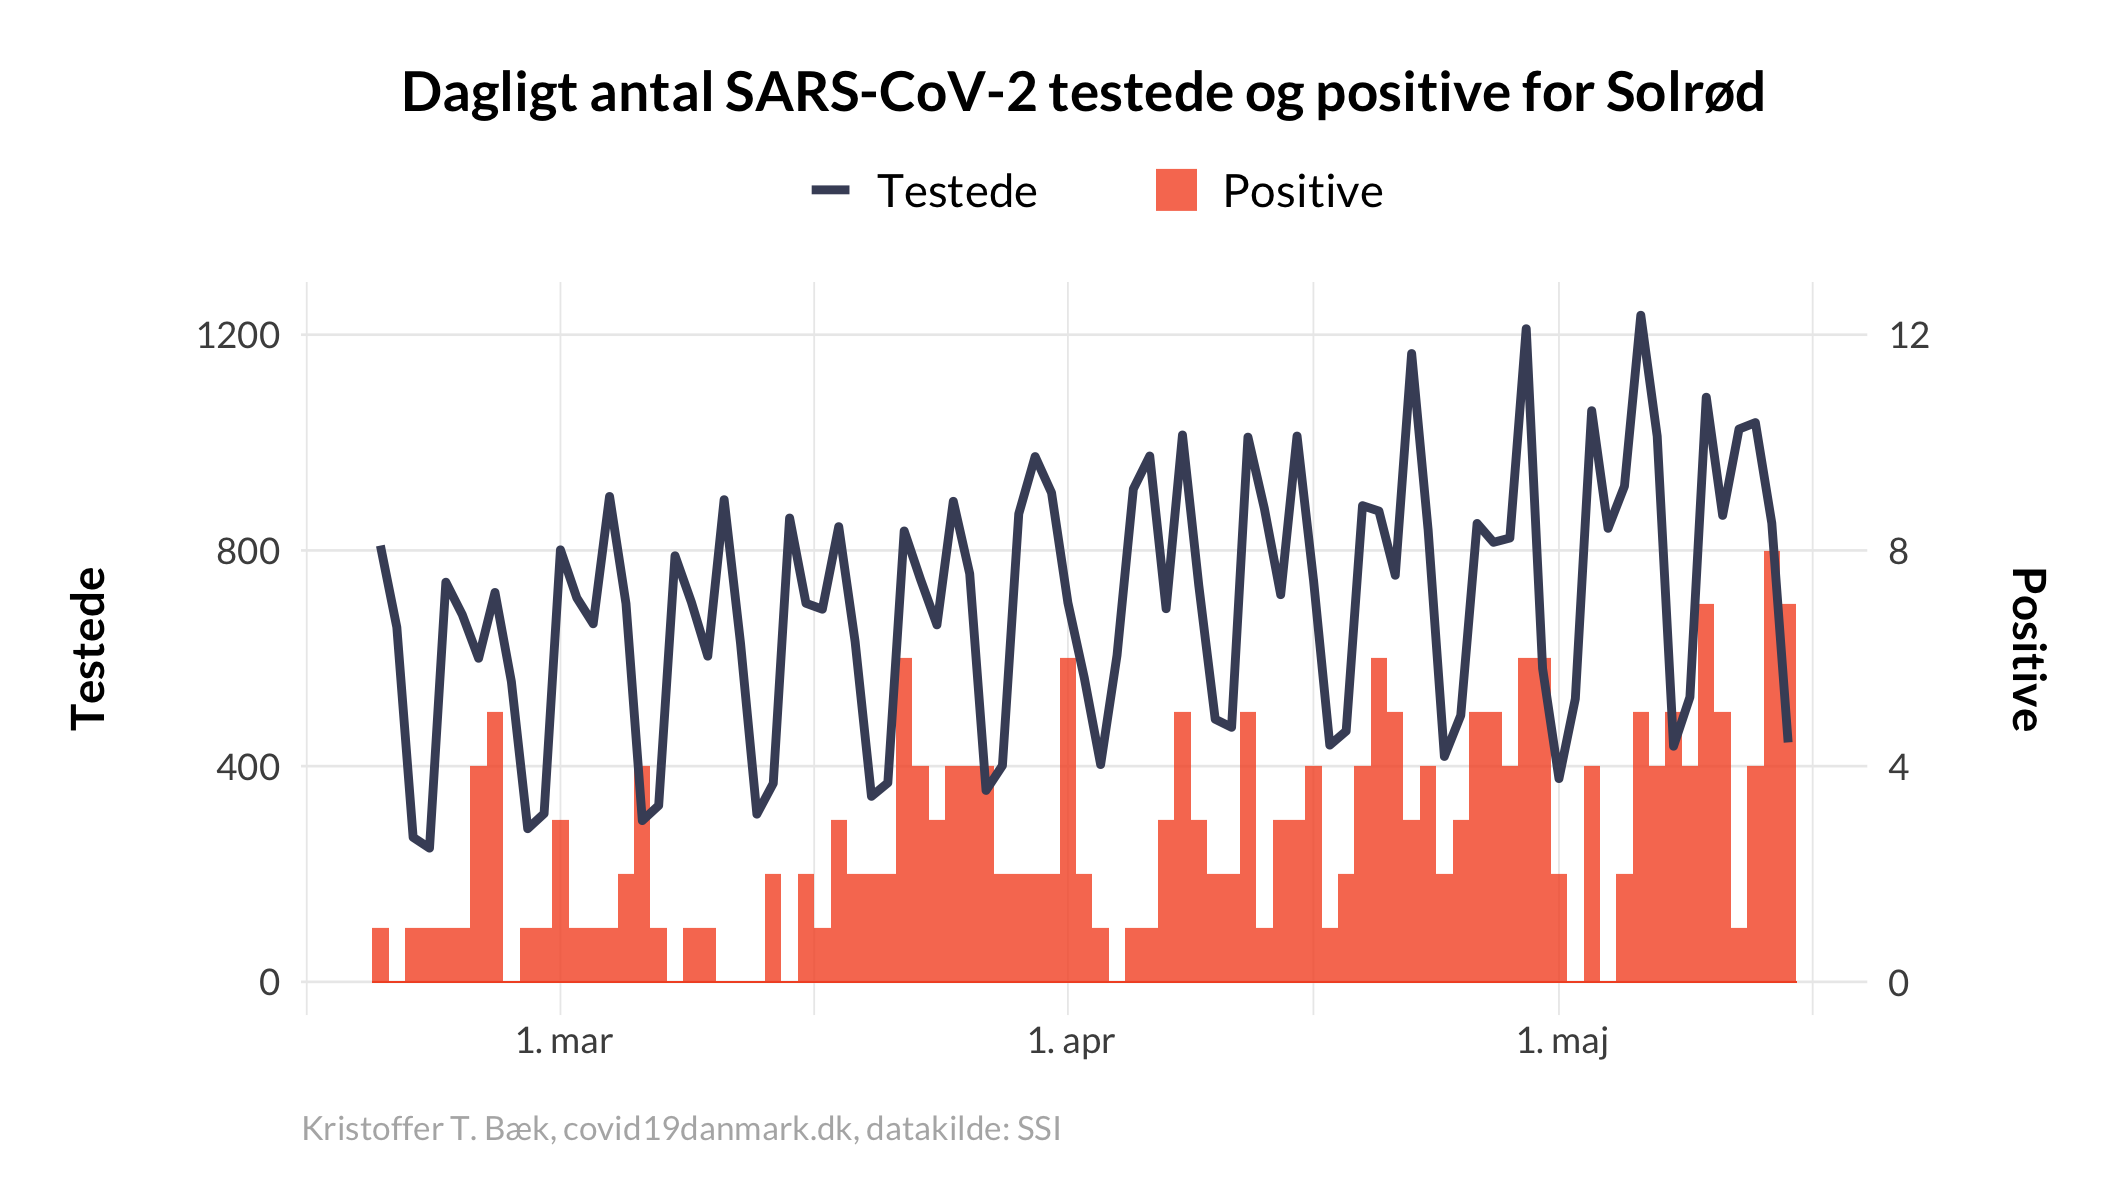 Dagligt antal SARS-CoV-2 testede og positive for Solrød
Testede Positive
1200 12
800 8
400 4
0 0
Testede
Positive
1. mar 1. apr 1. maj
Kristoffer T. Bæk, covid19danmark.dk, datakilde: SSI